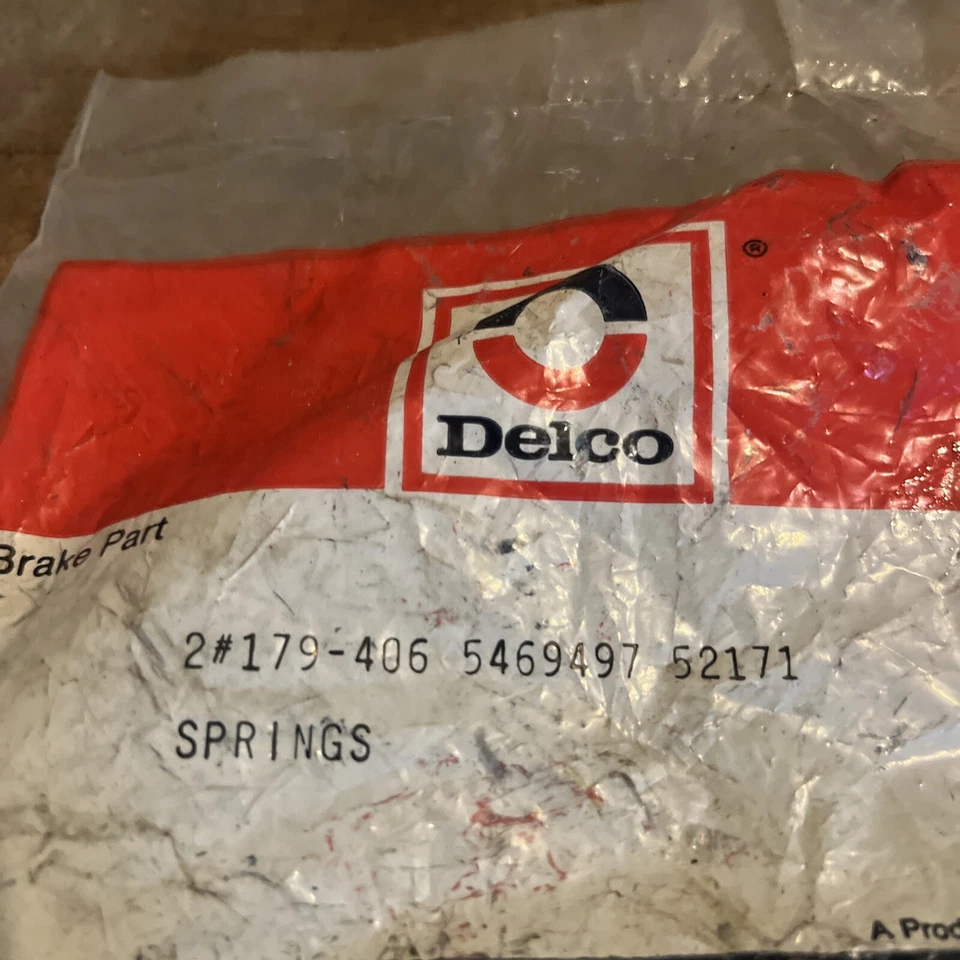 ®
Delco
Brake Part
2#179-406 5469497 52171
SPRINGS
A Prod